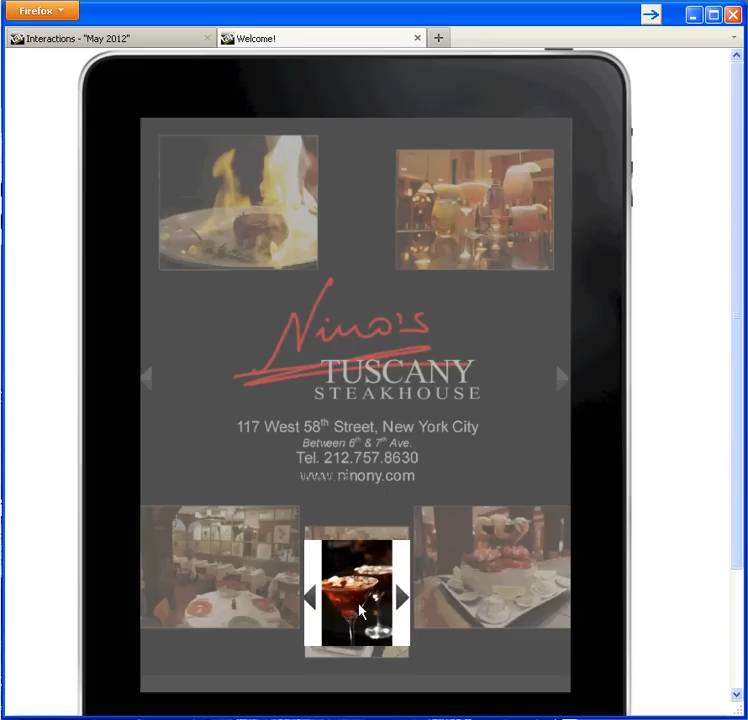 Firefox
Interactions - "May 2012"
Welcome!
Nino's
TUSCANY
STEAKHOUSE
117 West 58th Street, New York City
Between 6th & 7th Ave.
Tel. 212.757.8630
www.ninony.com